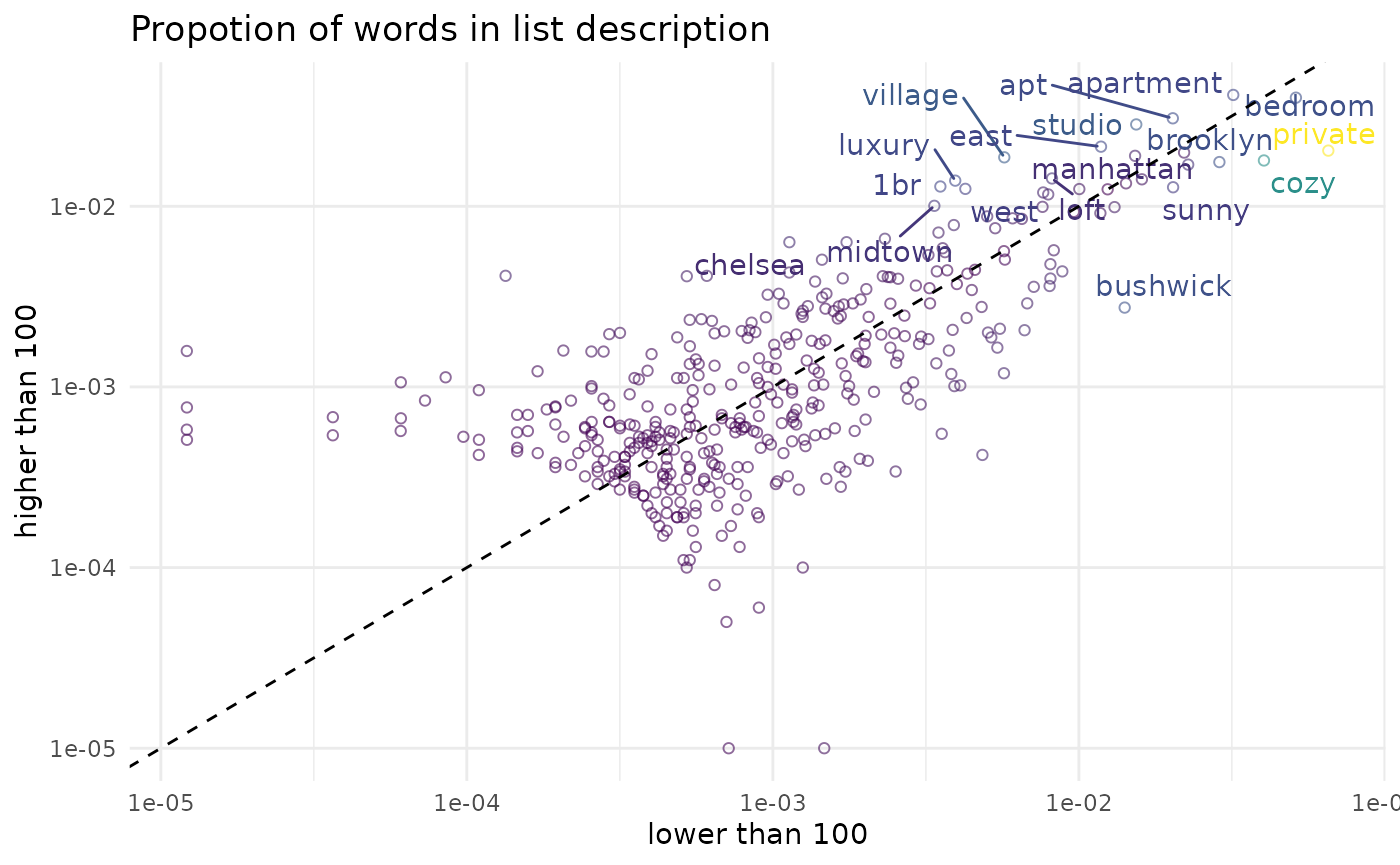 Propotion of words in list description
apartment
apt
village
bedroom
studio
private
east
brooklyn
luxury
manhattan
1br
cozy
west
loft
sunny
midtown
chelsea
bushwick
higher than 100
1e-02
1e-03
1e-04
1e-05
1e-05
1e-04
1e-03
1e-02
1e-0
lower than 100